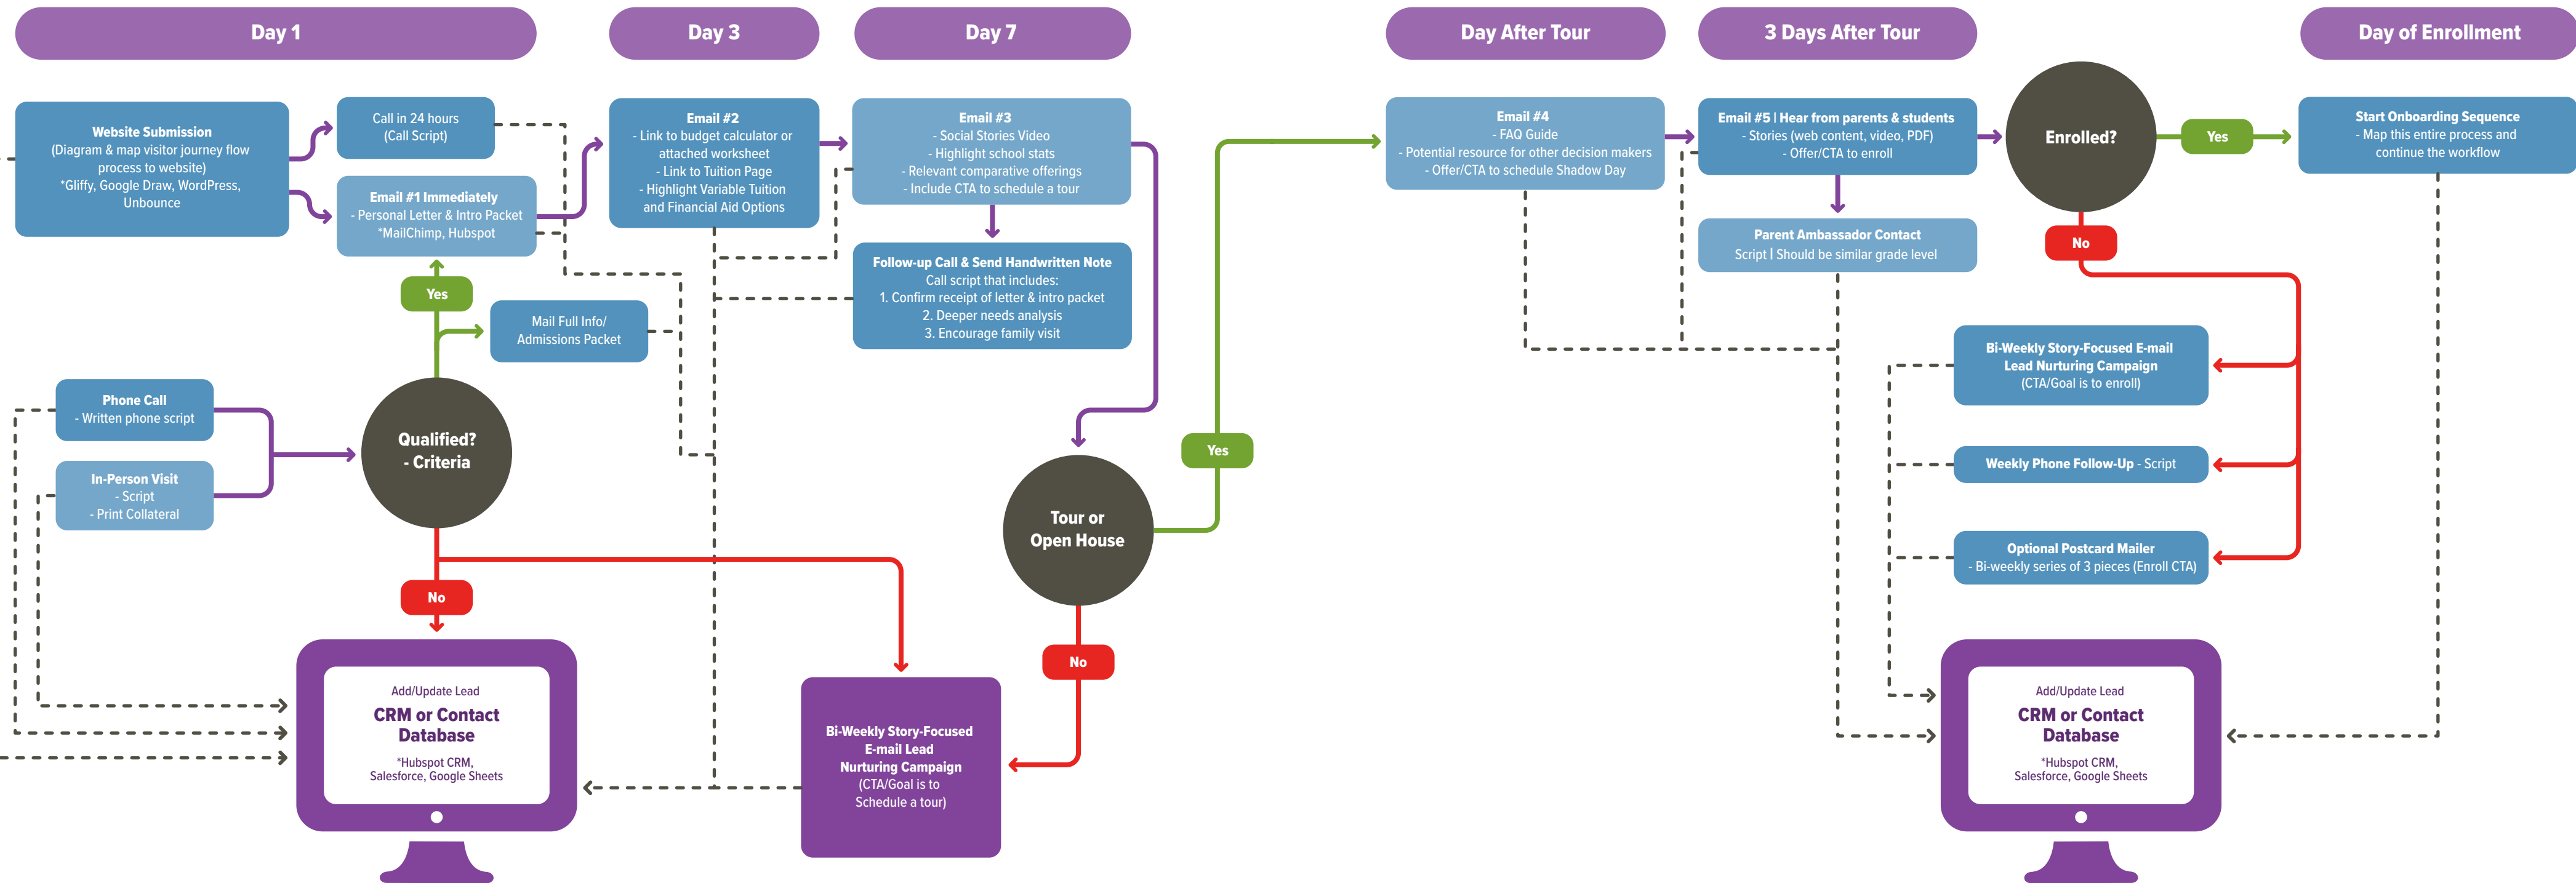 Day 1
Day 3
Day 7
Day After Tour
3 Days After Tour
Day of Enrollment
Website Submission
(Diagram & map visitor journey flow
process to website)
*Gliffy, Google Draw, WordPress,
Unbounce
Call in 24 hours
(Call Script)
Email #1 Immediately
- Personal Letter & Intro Packet
*MailChimp, Hubspot
Yes
Mail Full Info/
Admissions Packet
Phone Call
- Written phone script
In-Person Visit
- Script
- Print Collateral
Qualified?
- Criteria
No
Add/Update Lead
CRM or Contact
Database
*Hubspot CRM,
Salesforce, Google Sheets
Email #2
- Link to budget calculator or
attached worksheet
- Link to Tuition Page
- Highlight Variable Tuition
and Financial Aid Options
Email #3
- Social Stories Video
- Highlight school stats
- Relevant comparative offerings
- Include CTA to schedule a tour
Follow-up Call & Send Handwritten Note
Call script that includes:
1. Confirm receipt of letter & intro packet
2. Deeper needs analysis
3. Encourage family visit
Tour or
Open House
Yes
No
Bi-Weekly Story-Focused
E-mail Lead
Nurturing Campaign
(CTA/Goal is to
Schedule a tour)
Email #4
- FAQ Guide
- Potential resource for other decision makers
- Offer/CTA to schedule Shadow Day
Email #5 | Hear from parents & students
- Stories (web content, video, PDF)
- Offer/CTA to enroll
Parent Ambassador Contact
Script | Should be similar grade level
Enrolled?
Yes
No
Start Onboarding Sequence
- Map this entire process and
continue the workflow
Bi-Weekly Story-Focused E-mail
Lead Nurturing Campaign
(CTA/Goal is to enroll)
Weekly Phone Follow-Up - Script
Optional Postcard Mailer
- Bi-weekly series of 3 pieces (Enroll CTA)
Add/Update Lead
CRM or Contact
Database
*Hubspot CRM,
Salesforce, Google Sheets